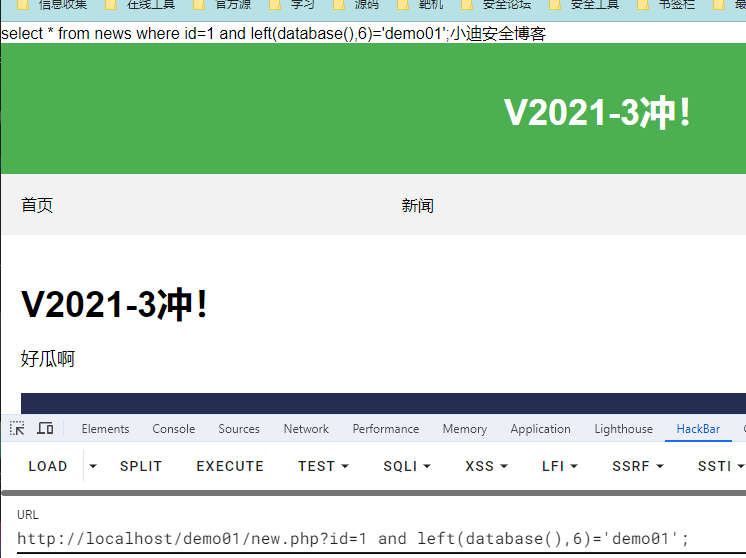 信息收集 在线工具 官方源 学习 源码 靶机 安全论坛 安全工具 书签栏
select * from news where id=1 and left(database(),6)='demo01';小迪安全博客
V2021-3冲！
首页 新闻
V2021-3冲！
好瓜啊
Elements Console Sources Network Performance Memory Application Lighthouse HackBar
LOAD SPLIT EXECUTE TEST SQLI XSS LFI SSRF SSTI
URL
http://localhost/demo01/new.php?id=1 and left(database(),6)='demo01';